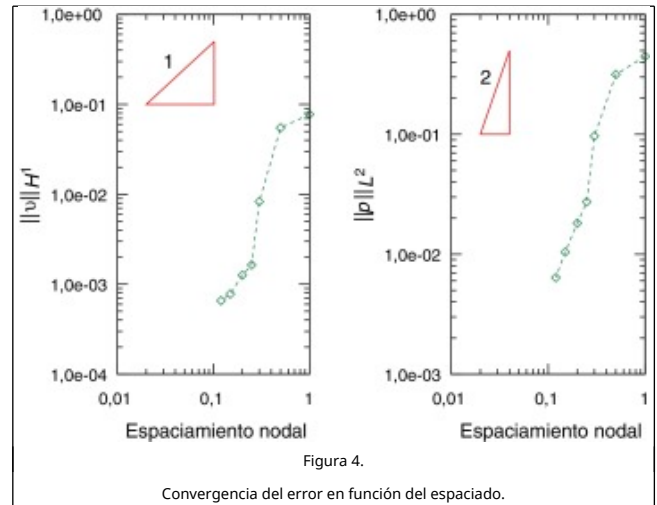 1,0e+00
1,0e-01
1,0e-02
1,0e-03
1,0e-04
||υ||H¹
1
0,01
0,1
1
Espaciamiento nodal
1,0e+00
1,0e-01
1,0e-02
1,0e-03
||p||L²
2
0,01
0,1
1
Espaciamiento nodal
Figura 4.
Convergencia del error en función del espaciado.